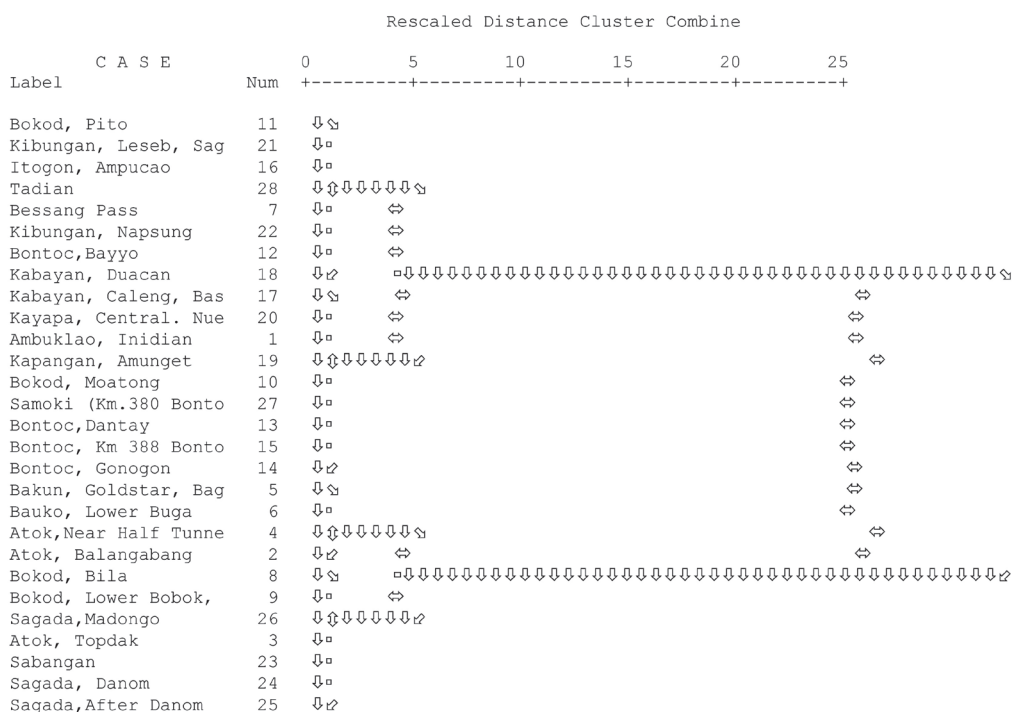 Rescaled Distance Cluster Combine
C A S E 0 5 10 15 20 25
Label Num +---------+---------+---------+---------+---------+
Bokod, Pito 11 ⇩⇘
Kibungan, Leseb, Sag 21 ⇩▫
Itogon, Ampucao 16 ⇩▫
Tadian 28 ⇩⇳⇩⇩⇩⇩⇩⇘
Bessang Pass 7 ⇩▫ ⇔
Kibungan, Napsung 22 ⇩▫ ⇔
Bontoc,Bayyo 12 ⇩▫ ⇔
Kabayan, Duacan 18 ⇩⇙ ▫⇩⇩⇩⇩⇩⇩⇩⇩⇩⇩⇩⇩⇩⇩⇩⇩⇩⇩⇩⇩⇩⇩⇩⇩⇩⇩⇩⇩⇩⇩⇩⇩⇩⇩⇩⇩⇩⇩⇩⇩⇩⇘
Kabayan, Caleng, Bas 17 ⇩⇘ ⇔ ⇔
Kayapa, Central. Nue 20 ⇩▫ ⇔ ⇔
Ambuklao, Inidian 1 ⇩▫ ⇔ ⇔
Kapangan, Amunget 19 ⇩⇳⇩⇩⇩⇩⇩⇙ ⇔
Bokod, Moatong 10 ⇩▫ ⇔
Samoki (Km.380 Bonto 27 ⇩▫ ⇔
Bontoc,Dantay 13 ⇩▫ ⇔
Bontoc, Km 388 Bonto 15 ⇩▫ ⇔
Bontoc, Gonogon 14 ⇩⇙ ⇔
Bakun, Goldstar, Bag 5 ⇩⇘ ⇔
Bauko, Lower Buga 6 ⇩▫ ⇔
Atok,Near Half Tunne 4 ⇩⇳⇩⇩⇩⇩⇩⇘ ⇔
Atok, Balangabang 2 ⇩⇙ ⇔ ⇔
Bokod, Bila 8 ⇩⇘ ▫⇩⇩⇩⇩⇩⇩⇩⇩⇩⇩⇩⇩⇩⇩⇩⇩⇩⇩⇩⇩⇩⇩⇩⇩⇩⇩⇩⇩⇩⇩⇩⇩⇩⇩⇩⇩⇩⇩⇩⇩⇩⇙
Bokod, Lower Bobok, 9 ⇩▫ ⇔
Sagada,Madongo 26 ⇩⇳⇩⇩⇩⇩⇩⇙
Atok, Topdak 3 ⇩▫
Sabangan 23 ⇩▫
Sagada, Danom 24 ⇩▫
Sagada,After Danom 25 ⇩⇙